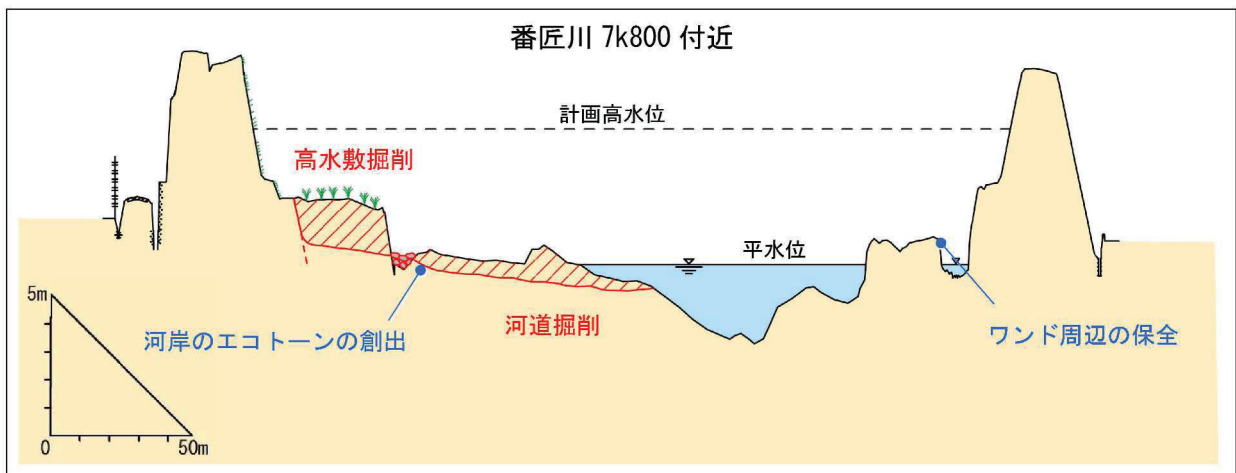 番匠川 7k800 付近
計画高水位
高水敷掘削
平水位
5m
河岸のエコトーンの創出
河道掘削
ワンド周辺の保全
0
50m